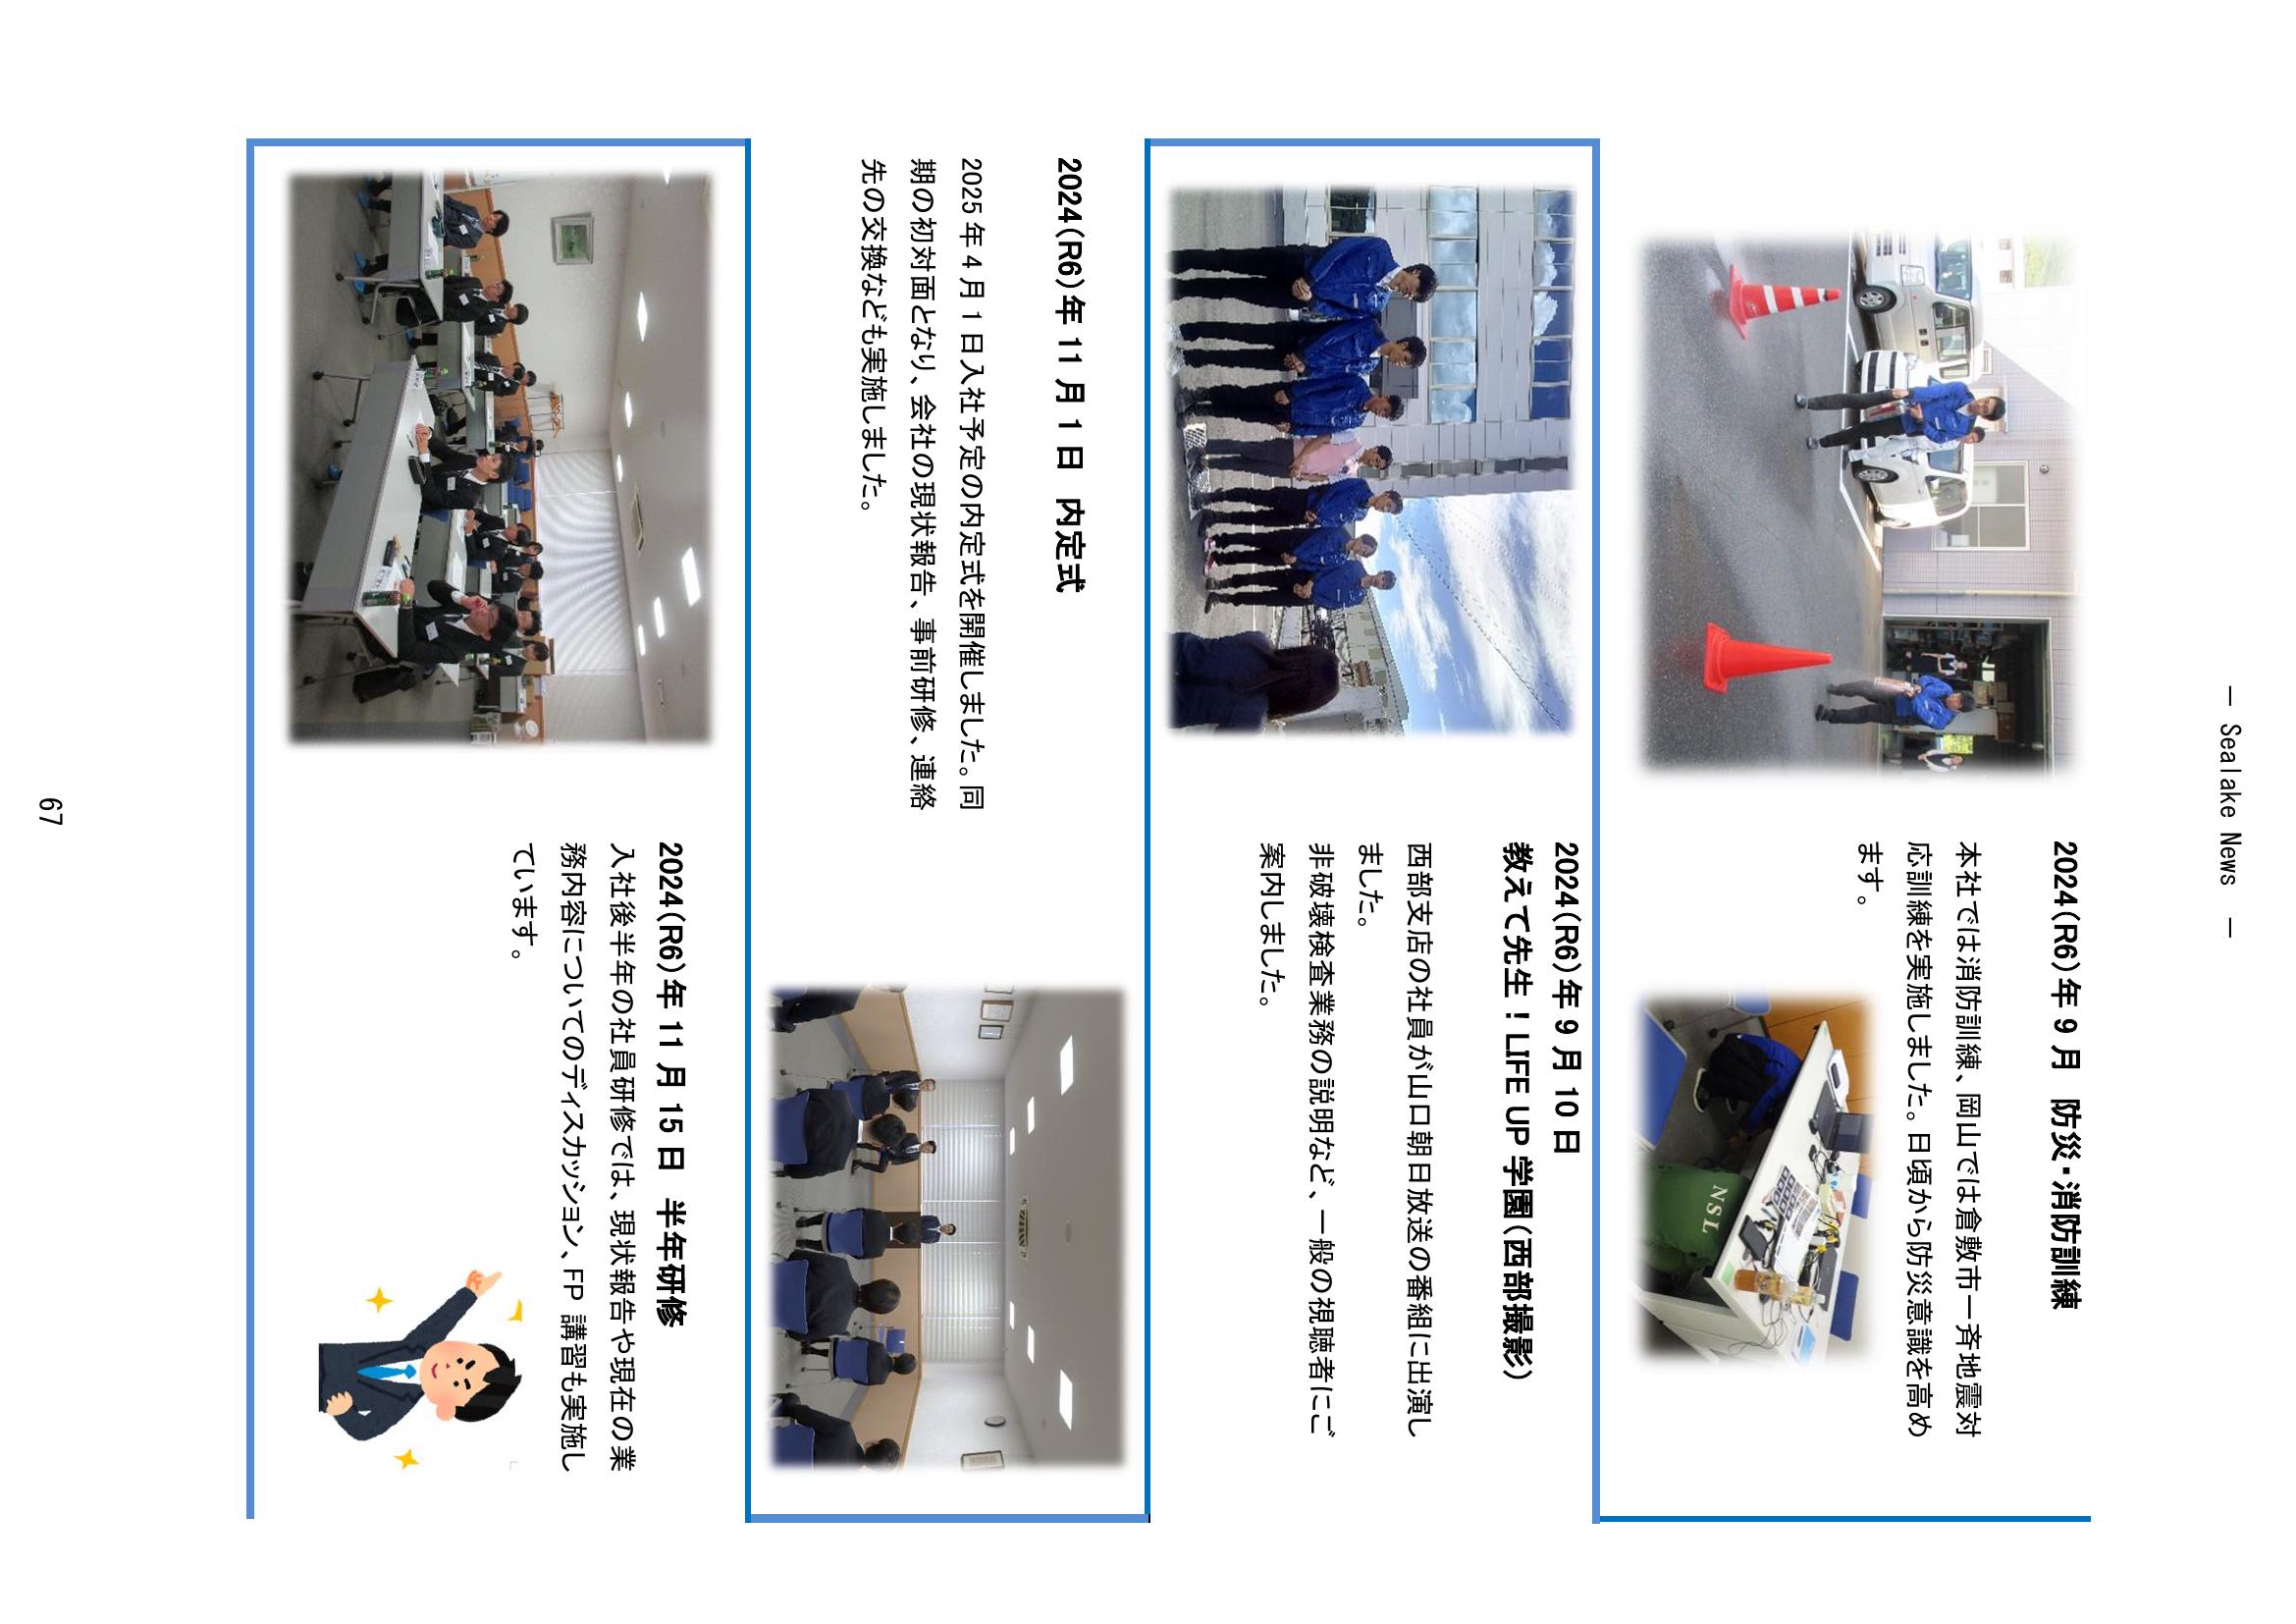 ― Sealake News ―
2024(R6)年 9 月　防災・消防訓練
本社では消防訓練、岡山では倉敷市一斉地震対
応訓練を実施しました。日頃から防災意識を高め
ます。
NSL
2024(R6)年 9 月 10 日
教えて先生！LIFE UP 学園(西部撮影)
西部支店の社員が山口朝日放送の番組に出演し
ました。
非破壊検査業務の説明など、一般の視聴者にご
案内しました。
2024(R6)年 11 月 1 日　内定式
2025 年 4 月 1 日入社予定の内定式を開催しました。同
期の初対面となり、会社の現状報告、事前研修、連絡
先の交換なども実施しました。
2024(R6)年 11 月 15 日　半年研修
入社後半年の社員研修では、現状報告や現在の業
務内容についてのディスカッション、FP 講習も実施し
ています。
67